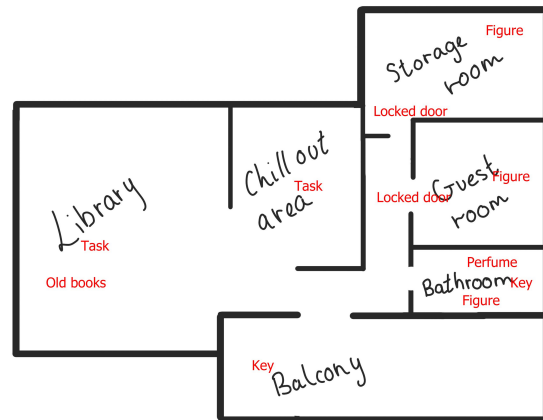 Figure
Storage
room
Locked door
Chill out
area
Task
Figure
Guest
room
Locked door
Library
Task
Old books
Perfume
Bathroom
Key
Figure
Key
Balcony